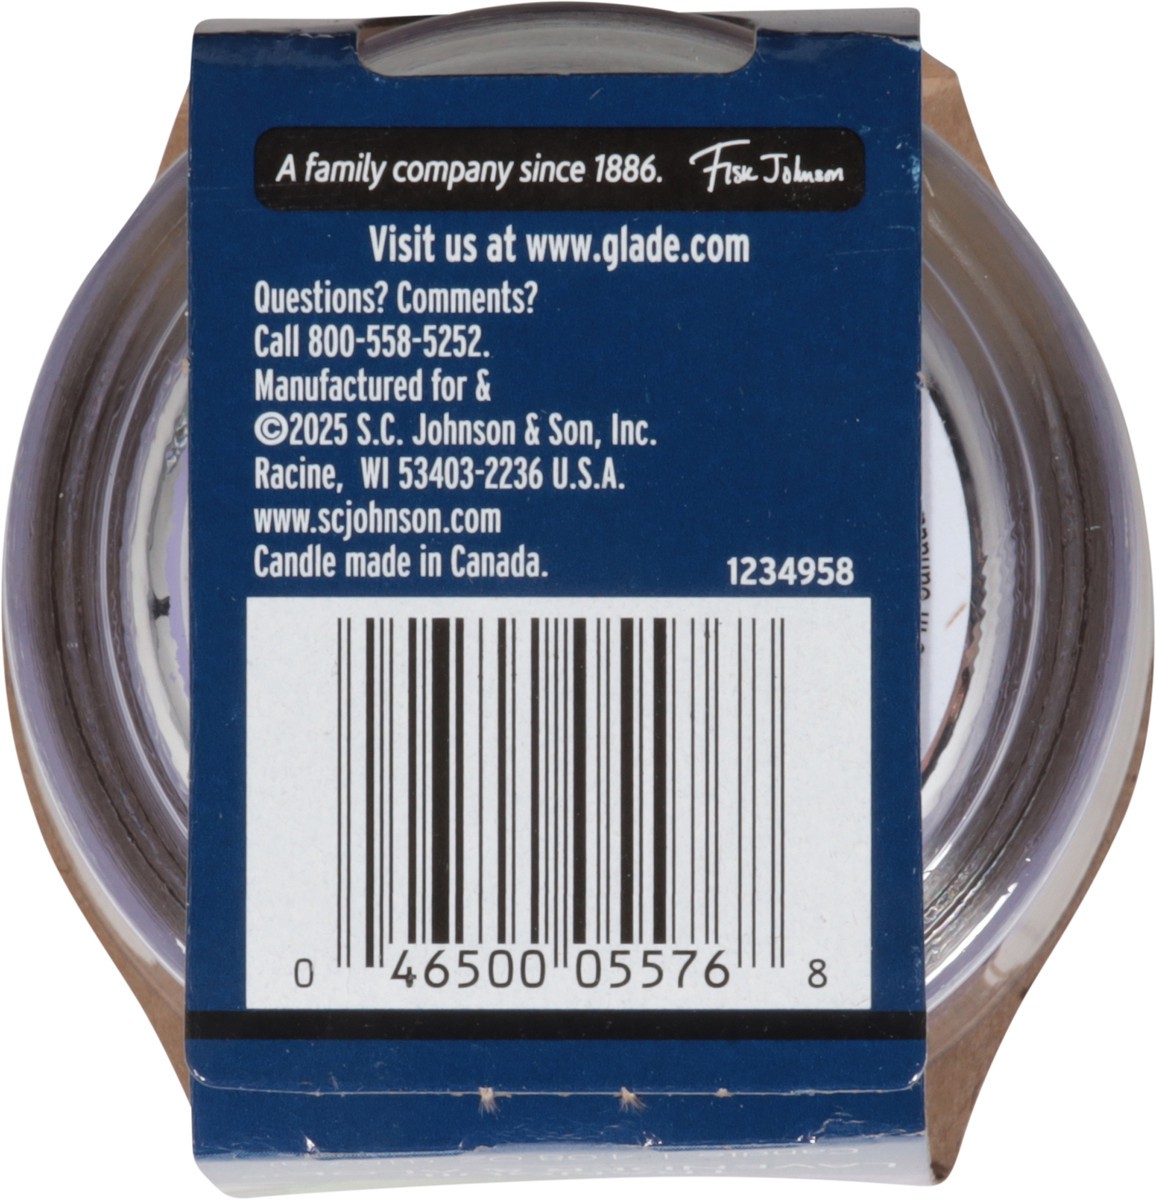 A family company since 1886. Fisk Johnson
Visit us at www.glade.com
Questions? Comments?
Call 800-558-5252.
Manufactured for &
©2025 S.C. Johnson & Son, Inc.
Racine, WI 53403-2236 U.S.A.
www.scjohnson.com
Candle made in Canada.
1234958
0 46500 05576 8